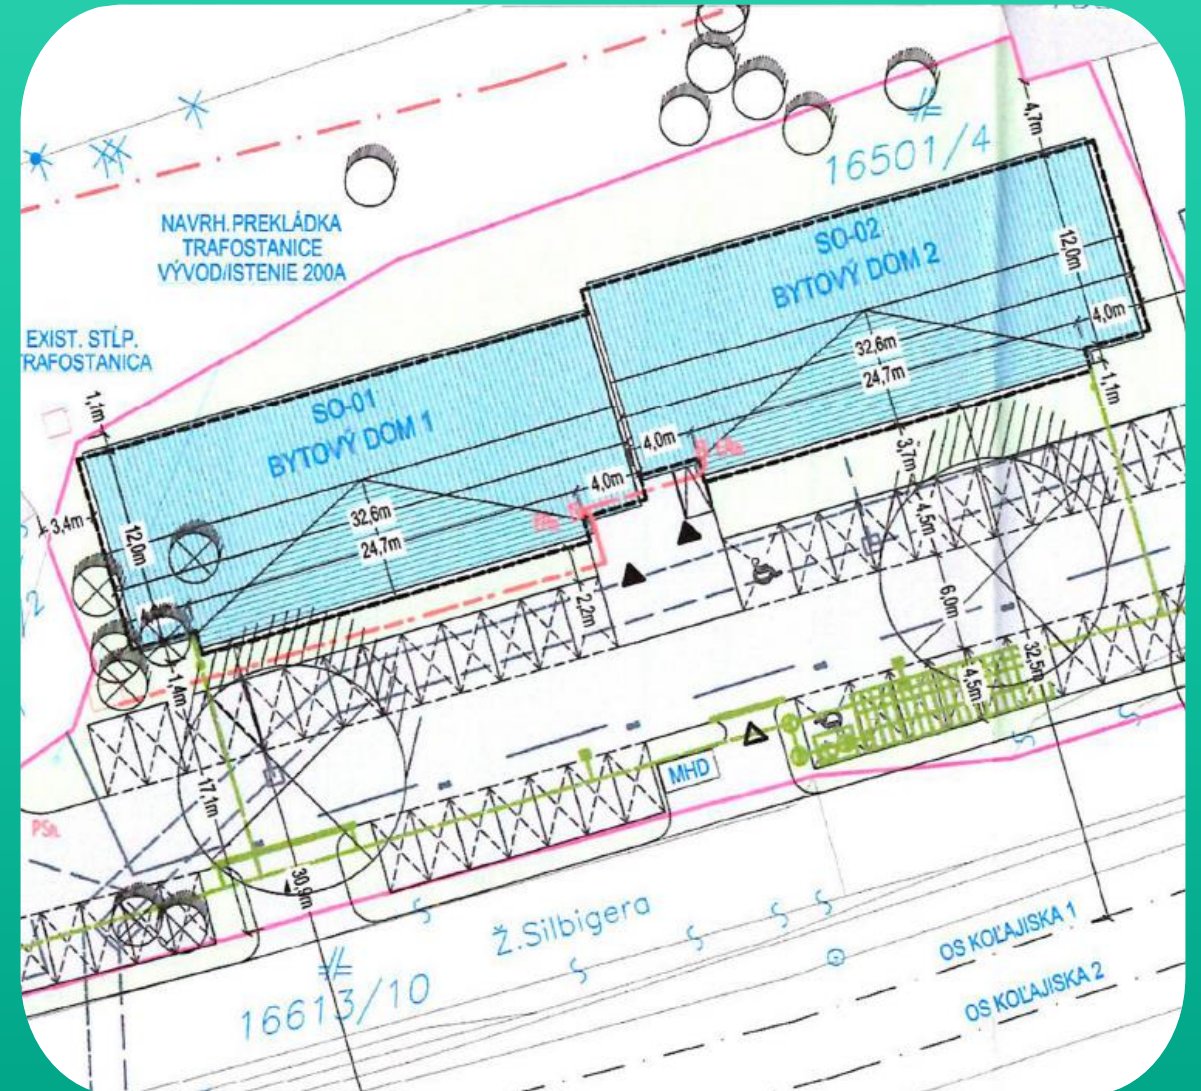 4,7m
16501/4
NAVRH. PREKLÁDKA
TRAFOSTANICE
VÝVOD/ISTENIE 200A
SO-02
BYTOVÝ DOM 2
12,0m
4,0m
EXIST. STĹP.
TRAFOSTANICA
32,6m
24,7m
1,1m
1,1m
SO-01
BYTOVÝ DOM 1
4,0m
3,7m
4,0m
3,4m
12,0m
32,6m
24,7m
4,5m
2,2m
6,0m
1,4m
32,5m
4,5m
MHD
17,1m
PSA
30,9m
Ž.Silbigera
OS KOĽAJISKA 1
16613/10
OS KOĽAJISKA 2